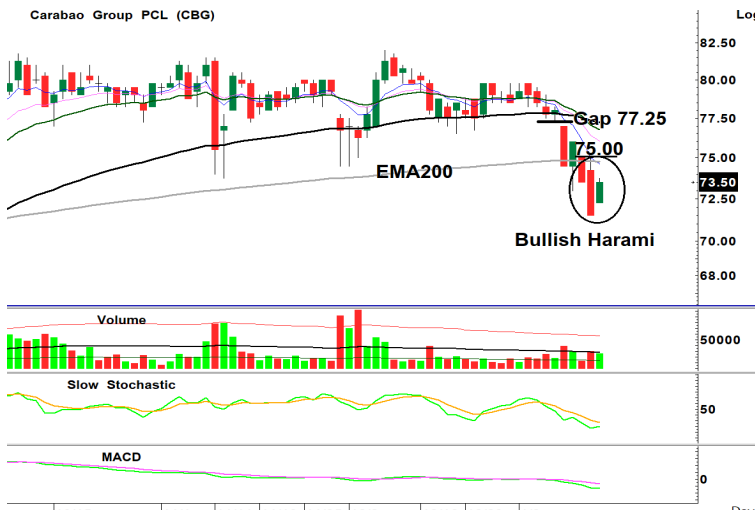 Carabao Group PCL (CBG)
82.50
80.00
Gap 77.25
77.50
75.00
75.00
EMA200
73.50
72.50
Bullish Harami
70.00
68.00
Volume
50000
Slow Stochastic
50
MACD
0